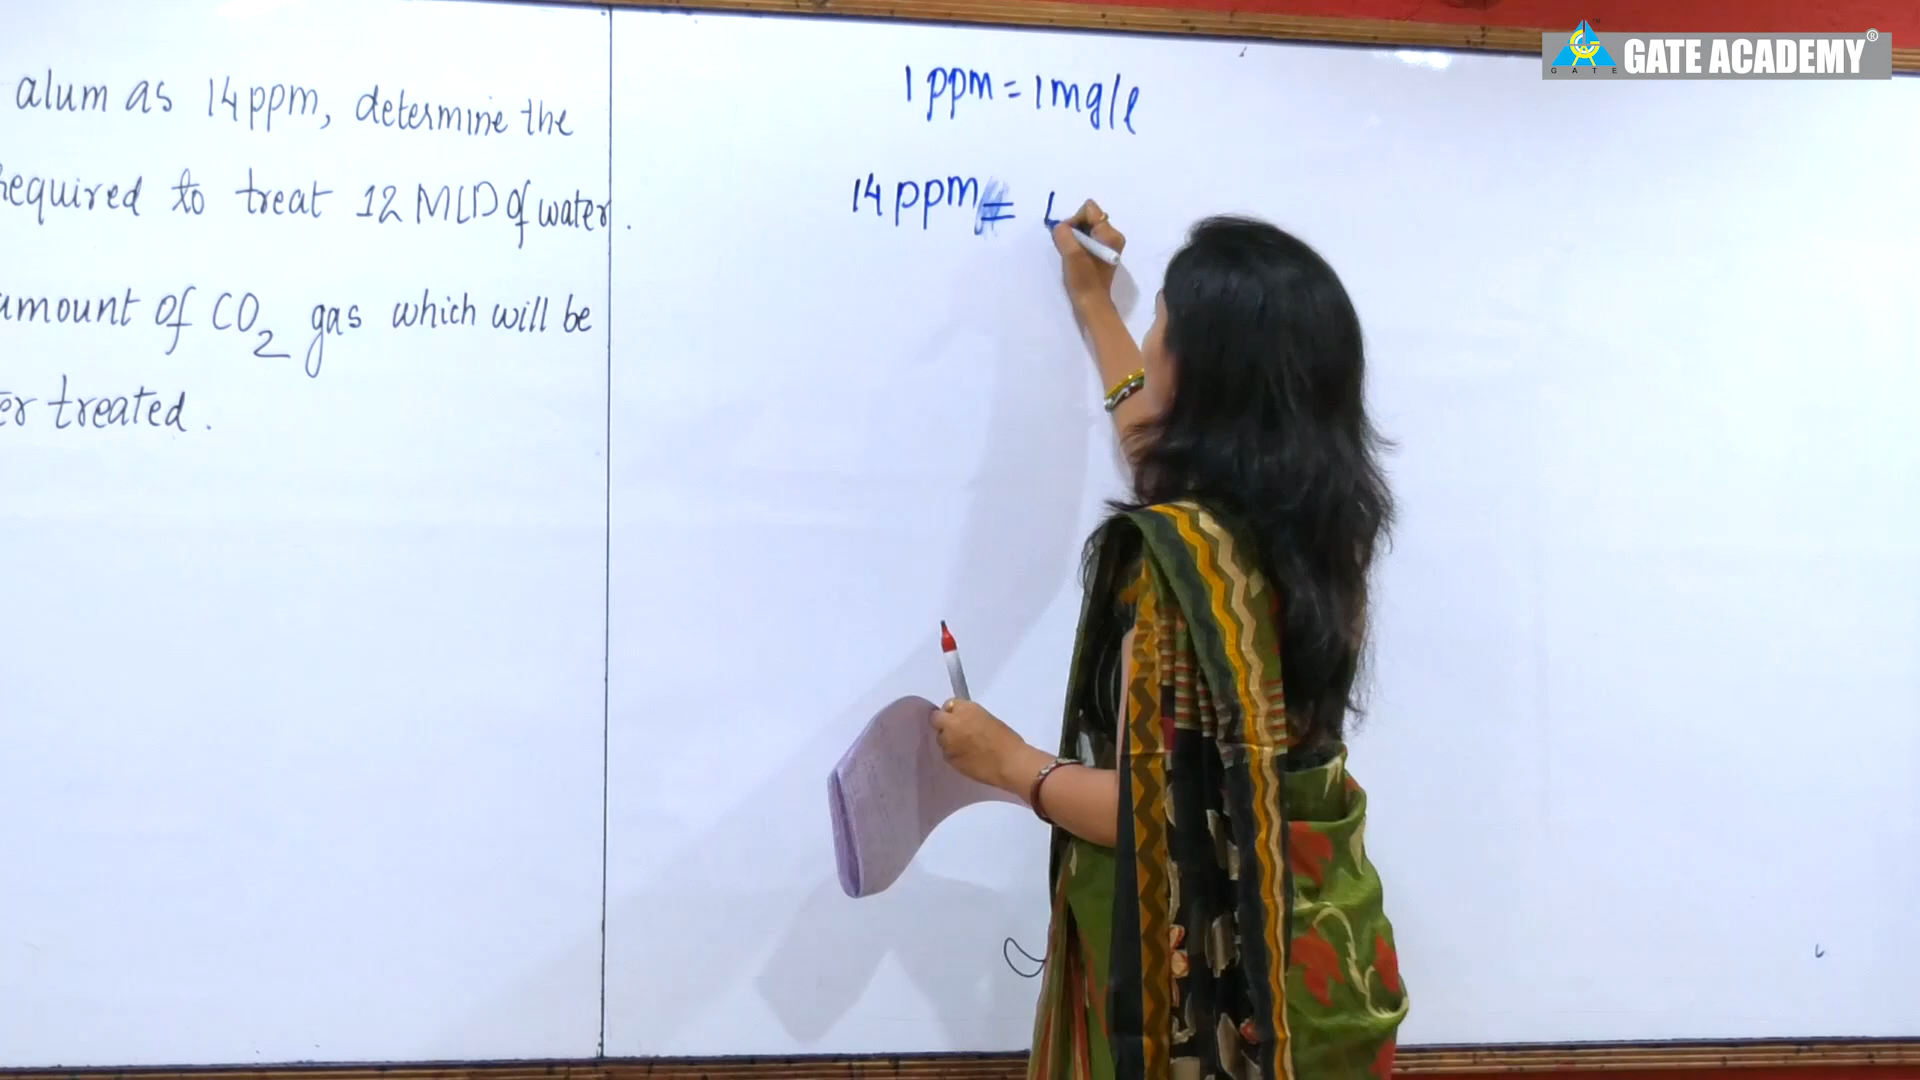 alum as 14ppm, determine the
required to treat 12 MLD of water.
amount of CO2 gas which will be
treated.
1 ppm = 1mg/l
14 ppm =
GATE
GATE ACADEMY®